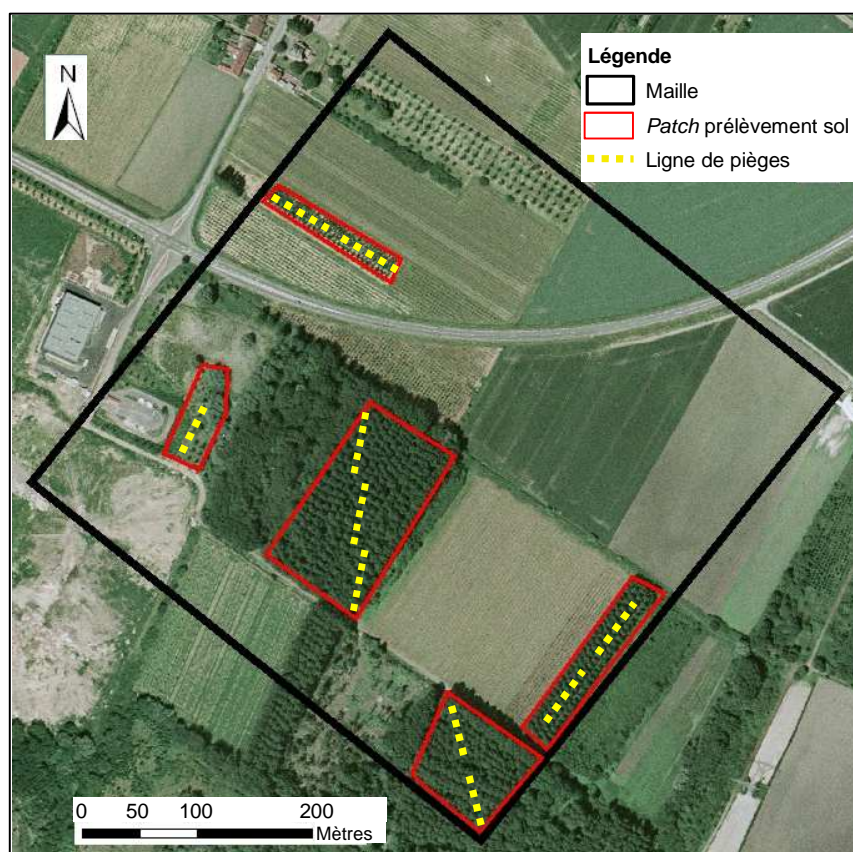 N
Légende
Maille
Patch prélèvement sol
Ligne de pièges
0 50 100 200
Mètres